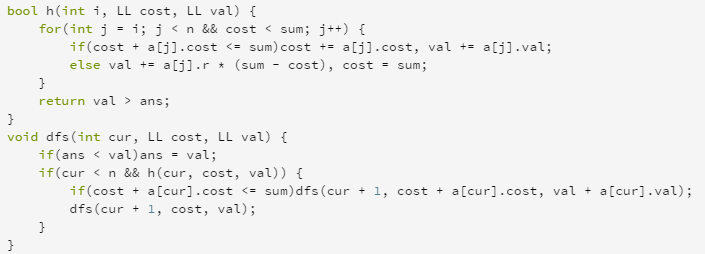 bool h(int i, LL cost, LL val) {
    for(int j = i; j < n && cost < sum; j++) {
        if(cost + a[j].cost <= sum)cost += a[j].cost, val += a[j].val;
        else val += a[j].r * (sum - cost), cost = sum;
    }
    return val > ans;
}
void dfs(int cur, LL cost, LL val) {
    if(ans < val)ans = val;
    if(cur < n && h(cur, cost, val)) {
        if(cost + a[cur].cost <= sum)dfs(cur + 1, cost + a[cur].cost, val + a[cur].val);
        dfs(cur + 1, cost, val);
    }
}